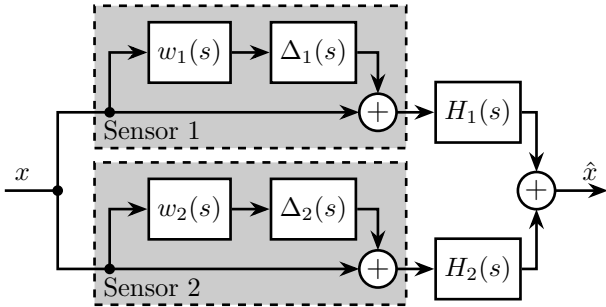 w₁(s) Δ₁(s)
+ H₁(s)
Sensor 1
x + x̂
w₂(s) Δ₂(s)
+ H₂(s)
Sensor 2